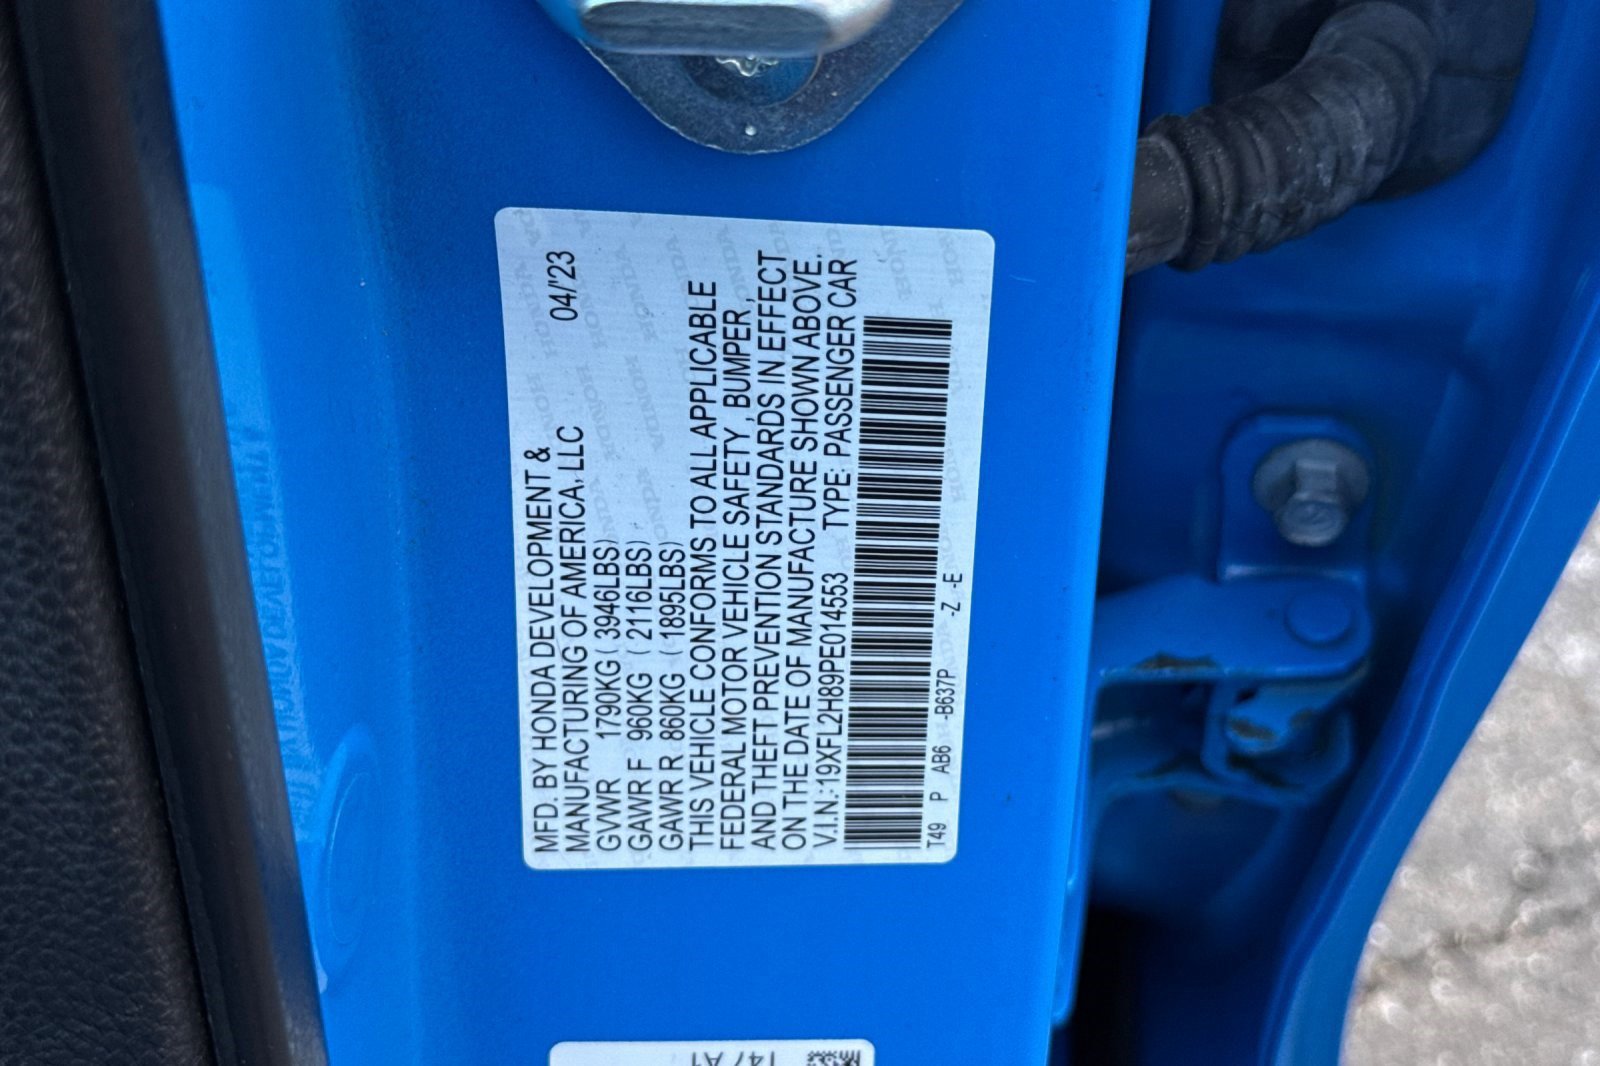 MFD. BY HONDA DEVELOPMENT & 04/'23
MANUFACTURING OF AMERICA, LLC
GVWR 1790KG ( 3946LBS)
GAWR F 960KG ( 2116LBS)
GAWR R 860KG ( 1895LBS)
THIS VEHICLE CONFORMS TO ALL APPLICABLE
FEDERAL MOTOR VEHICLE SAFETY, BUMPER,
AND THEFT PREVENTION STANDARDS IN EFFECT
ON THE DATE OF MANUFACTURE SHOWN ABOVE.
V.I.N.:19XFL2H89PE014553 TYPE: PASSENGER CAR
T49 P AB6 -B637P -Z -E